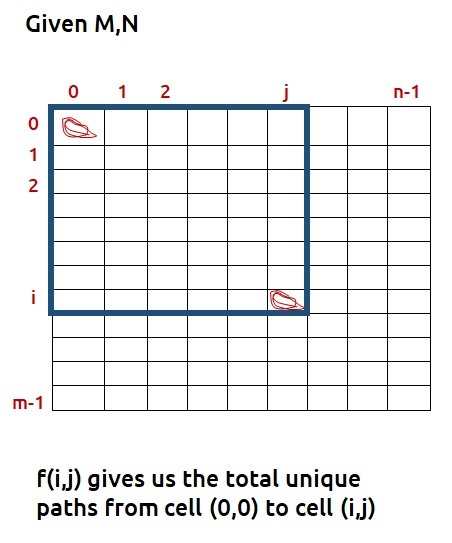 Given M,N
0 1 2 j n-1
0
1
2
i
m-1
f(i,j) gives us the total unique
paths from cell (0,0) to cell (i,j)